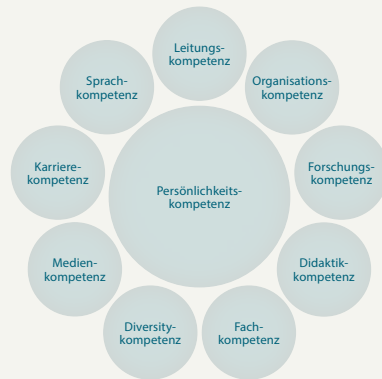 Leitungs-
kompetenz
Organisations-
kompetenz
Forschungs-
kompetenz
Didaktik-
kompetenz
Fach-
kompetenz
Diversity-
kompetenz
Medien-
kompetenz
Karriere-
kompetenz
Sprach-
kompetenz
Persönlichkeits-
kompetenz